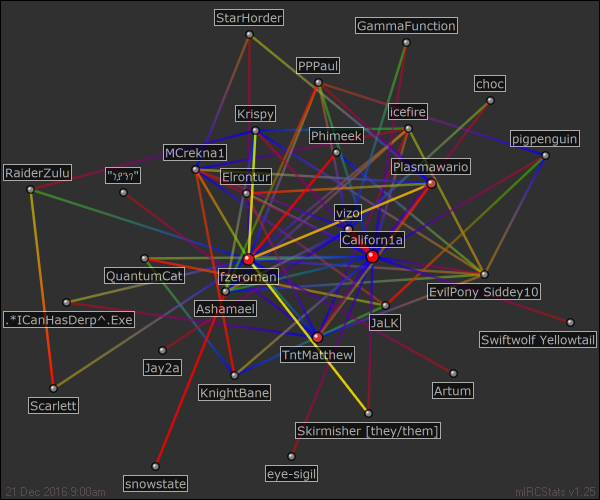 StarHorder
GammaFunction
PPPaul
choc
Krispy
icefire
Phimeek
pigpenguin
MCrekna1
Plasmawario
RaiderZulu
Elrontur
vizo
Californ1a
QuantumCat
fzeroman
EvilPony Siddey10
Ashamael
.*ICanHasDerp^.Exe
JaLK
Swiftwolf Yellowtail
TntMatthew
Jay2a
KnightBane
Artum
Scarlett
Skirmisher [they/them]
eye-sigil
snowstate
21 Dec 2016 9:00am
mIRCStats v1.25